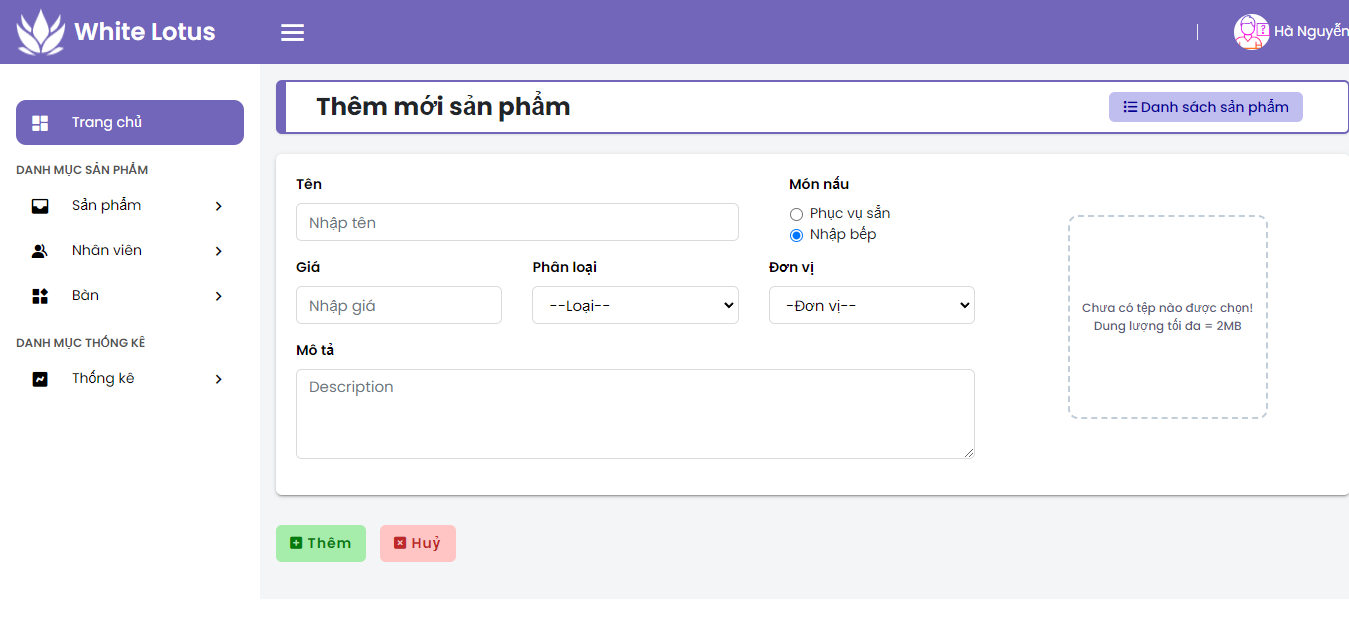 White Lotus
Hà Nguyễn
Trang chủ
DANH MỤC SẢN PHẨM
Sản phẩm
Nhân viên
Bàn
DANH MỤC THỐNG KÊ
Thống kê
Thêm mới sản phẩm
Danh sách sản phẩm
Tên
Nhập tên
Món nấu
Phục vụ sẳn
Nhập bếp
Giá
Nhập giá
Phân loại
--Loại--
Đơn vị
-Đơn vị--
Mô tả
Description
Chưa có tệp nào được chọn!
Dung lượng tối đa = 2MB
Thêm
Huỷ